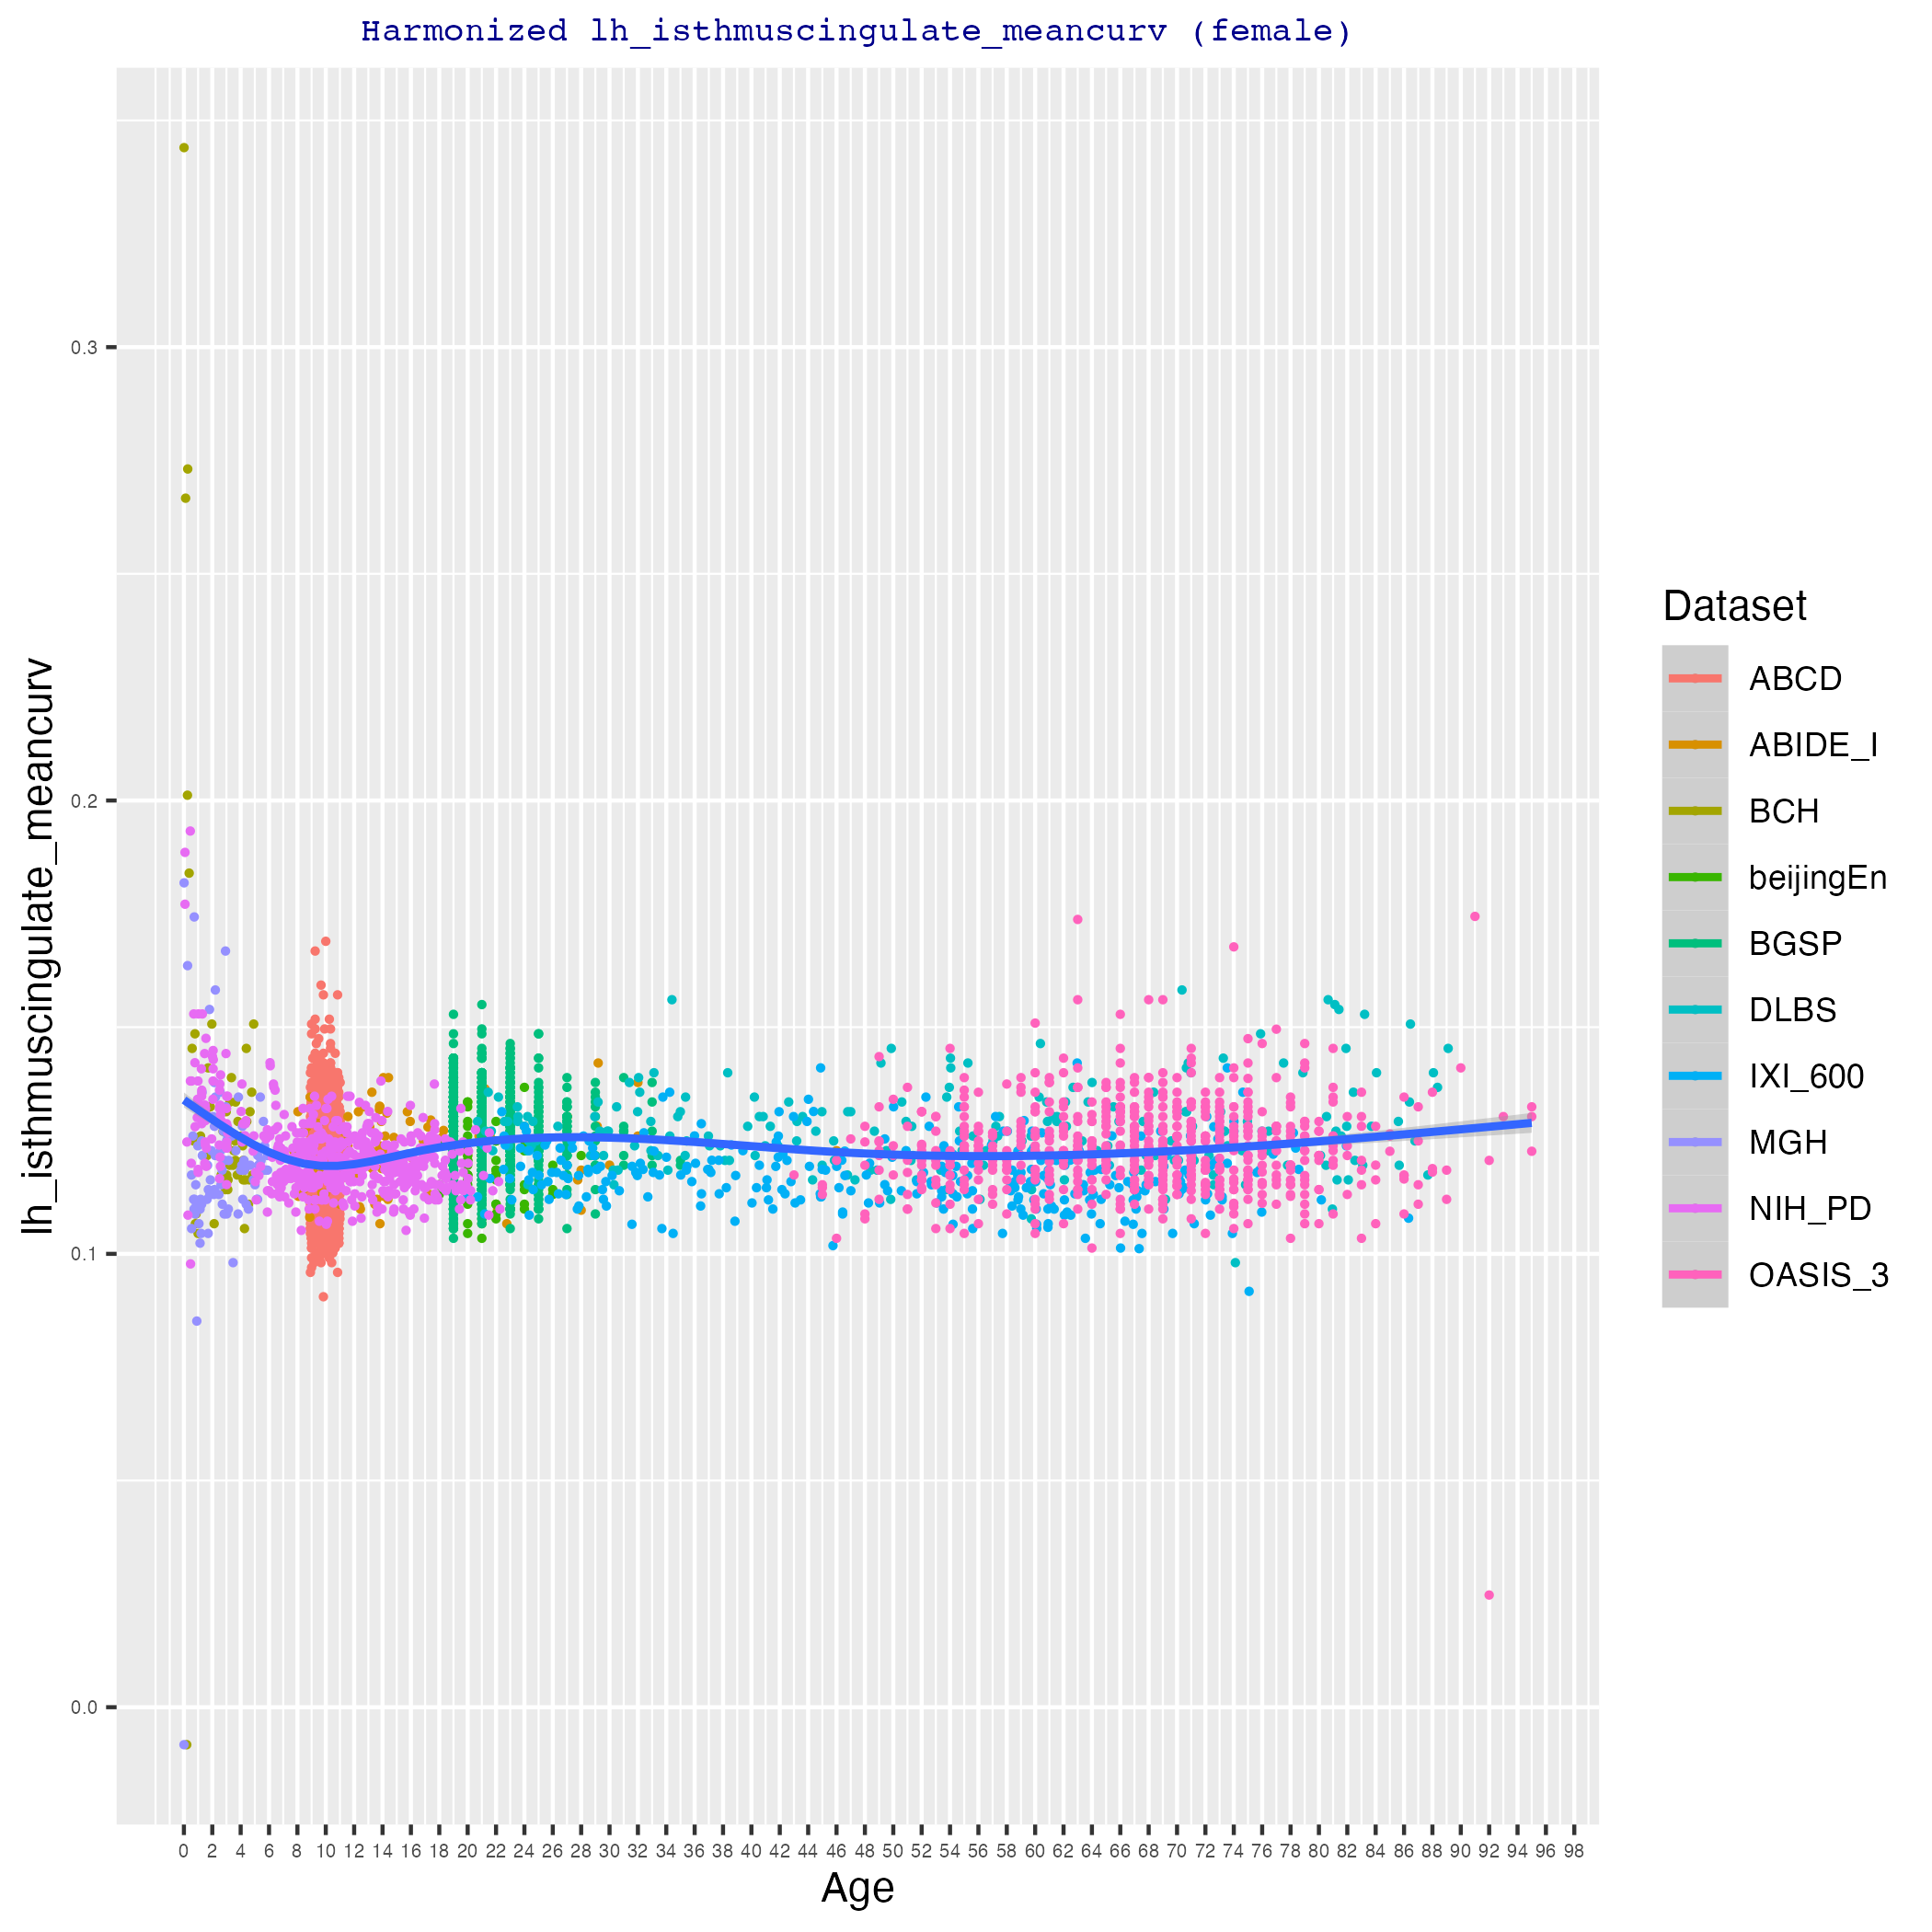 Harmonized lh_isthmuscingulate_meancurv (female)
lh_isthmuscingulate_meancurv
0.3
0.2
0.1
0.0
0 2 4 6 8 10 12 14 16 18 20 22 24 26 28 30 32 34 36 38 40 42 44 46 48 50 52 54 56 58 60 62 64 66 68 70 72 74 76 78 80 82 84 86 88 90 92 94 96 98
Age
Dataset
ABCD
ABIDE_I
BCH
beijingEn
BGSP
DLBS
IXI_600
MGH
NIH_PD
OASIS_3